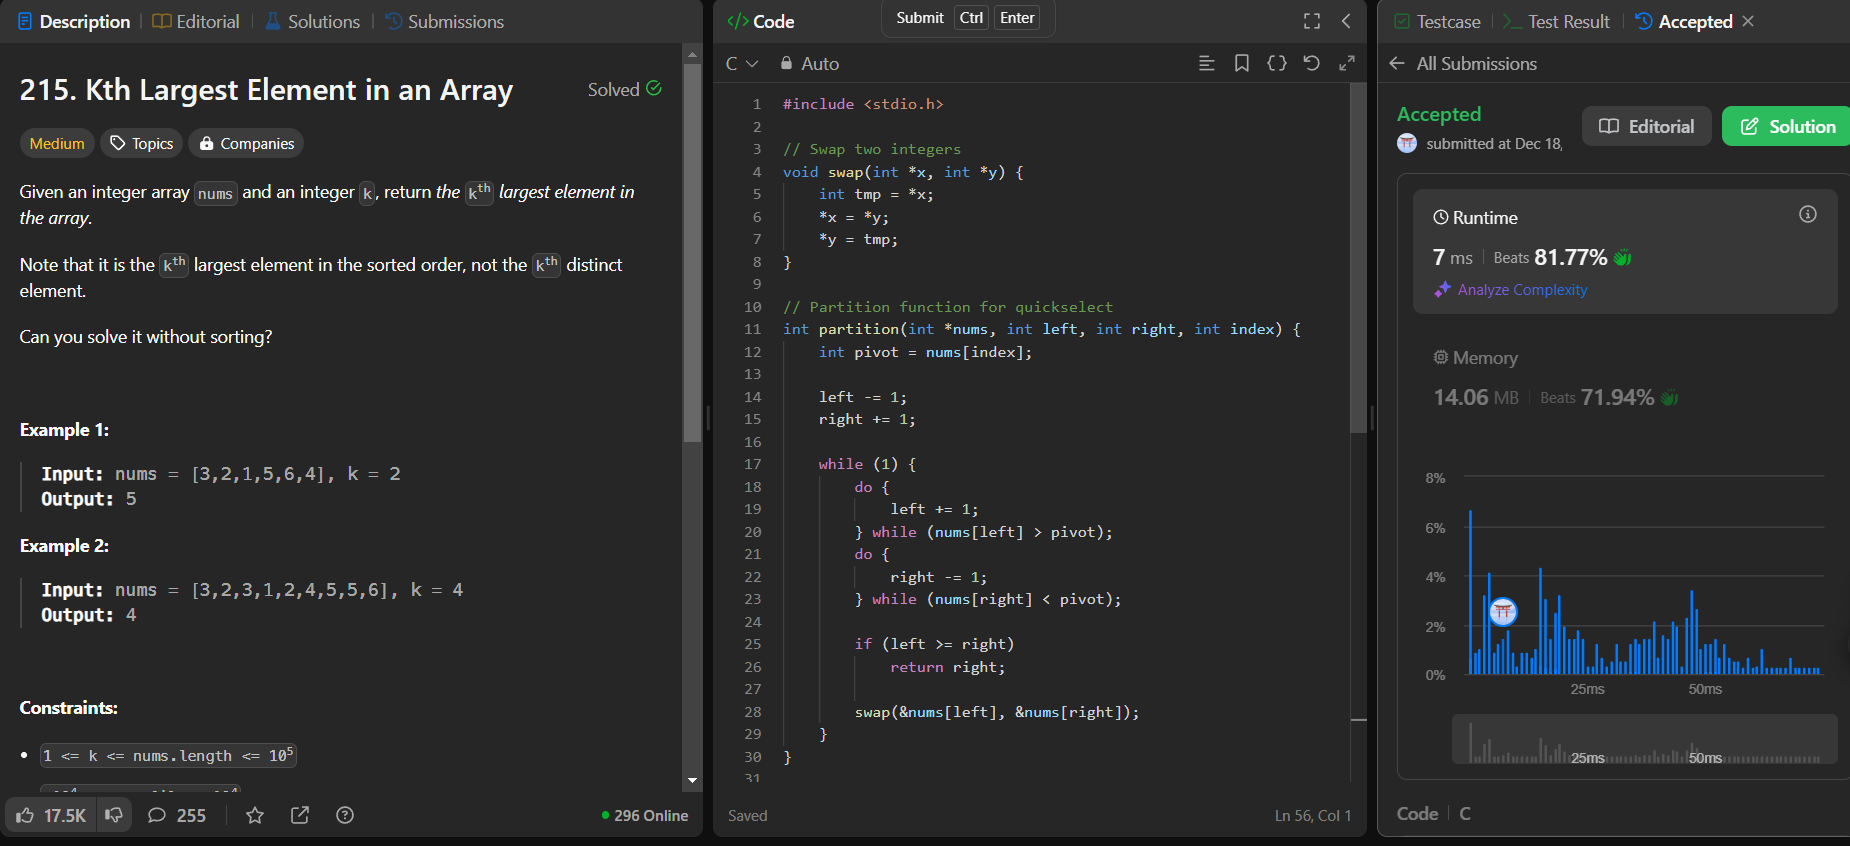 Description
Editorial
Solutions
Submissions
215. Kth Largest Element in an Array
Solved
Medium
Topics
Companies
Given an integer array nums and an integer k, return the kth largest element in
the array.
Note that it is the kth largest element in the sorted order, not the kth distinct
element.
Can you solve it without sorting?
Example 1:
Input: nums = [3,2,1,5,6,4], k = 2
Output: 5
Example 2:
Input: nums = [3,2,3,1,2,4,5,5,6], k = 4
Output: 4
Constraints:
1 <= k <= nums.length <= 10^5
17.5K
255
296 Online
Code
Submit Ctrl Enter
C
Auto
1 #include <stdio.h>
2
3 // Swap two integers
4 void swap(int *x, int *y) {
5 int tmp = *x;
6 *x = *y;
7 *y = tmp;
8 }
9
10 // Partition function for quickselect
11 int partition(int *nums, int left, int right, int index) {
12 int pivot = nums[index];
13
14 left -= 1;
15 right += 1;
16
17 while (1) {
18 do {
19 left += 1;
20 } while (nums[left] > pivot);
21 do {
22 right -= 1;
23 } while (nums[right] < pivot);
24
25 if (left >= right)
26 return right;
27
28 swap(&nums[left], &nums[right]);
29 }
30 }
31
Saved
Ln 56, Col 1
Testcase
Test Result
Accepted
All Submissions
Accepted
submitted at Dec 18,
Editorial
Solution
Runtime
7 ms Beats 81.77%
Analyze Complexity
Memory
14.06 MB Beats 71.94%
8%
6%
4%
2%
0%
25ms 50ms
25ms 50ms
Code C